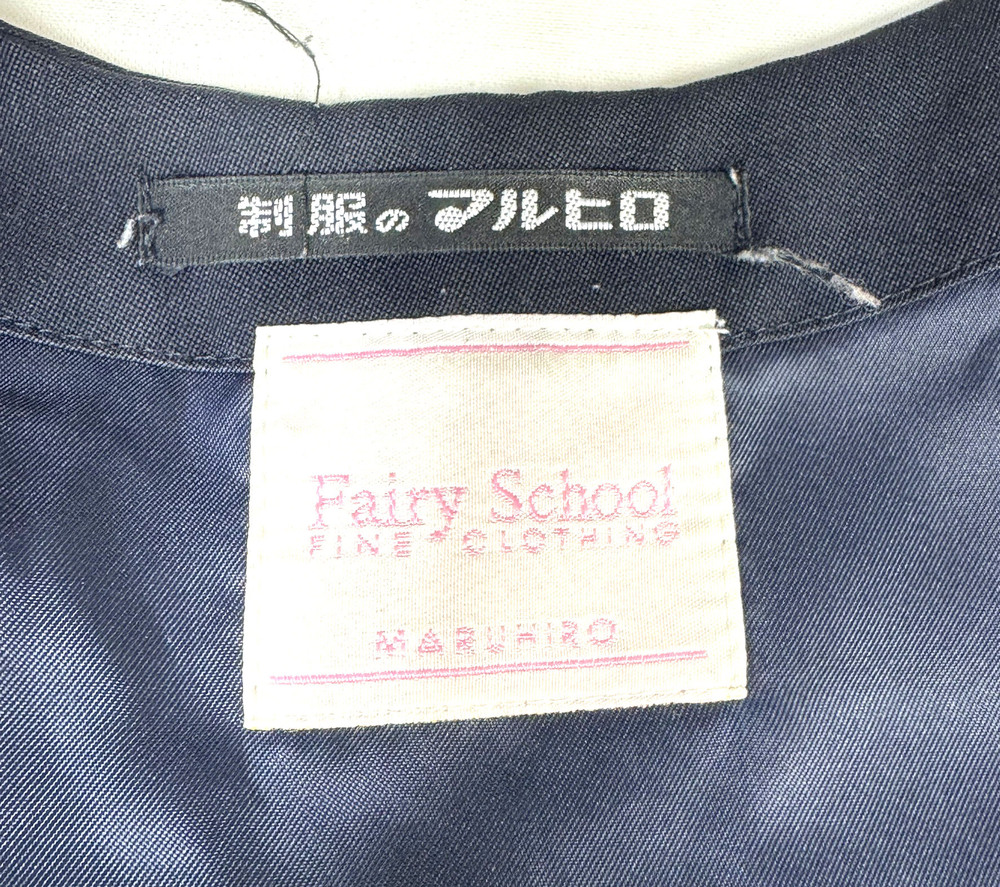 制服のマルヒロ
Fairy School
FINE CLOTHING
MARUHIRO